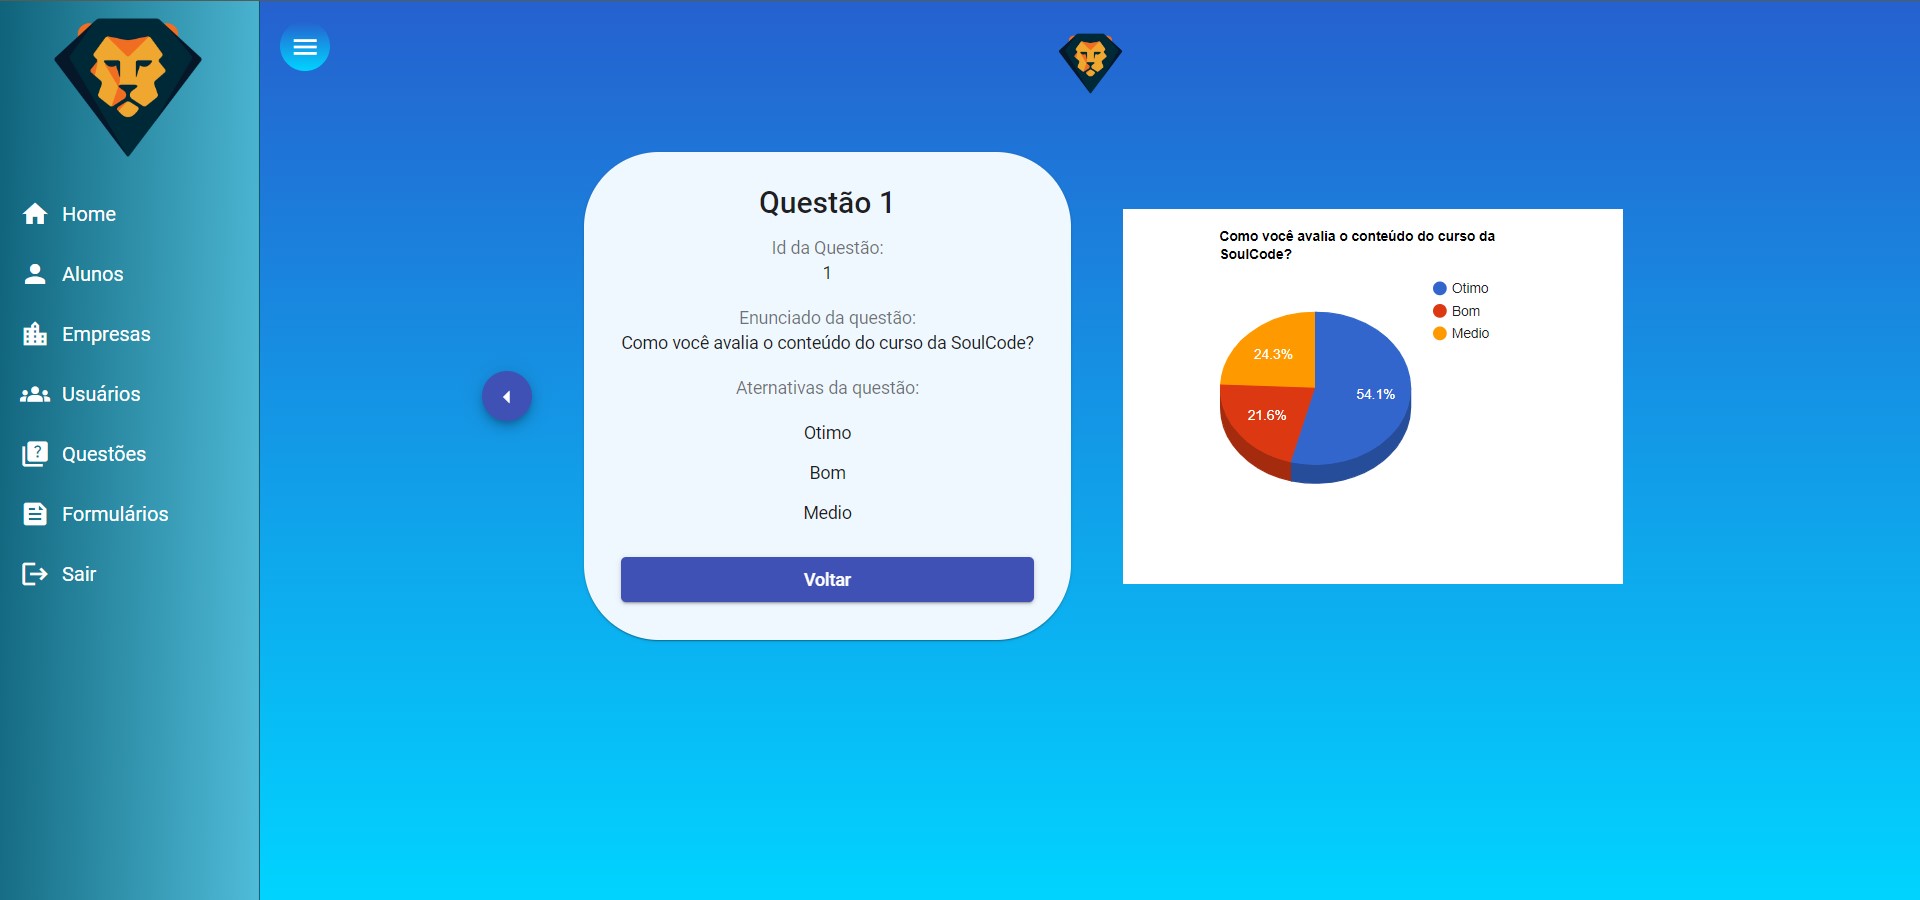 Home
Alunos
Empresas
Usuários
Questões
Formulários
Sair
Questão 1
Id da Questão:
1
Enunciado da questão:
Como você avalia o conteúdo do curso da SoulCode?
Aternativas da questão:
Otimo
Bom
Medio
Voltar
Como você avalia o conteúdo do curso da
SoulCode?
Otimo
Bom
Medio
24.3%
54.1%
21.6%